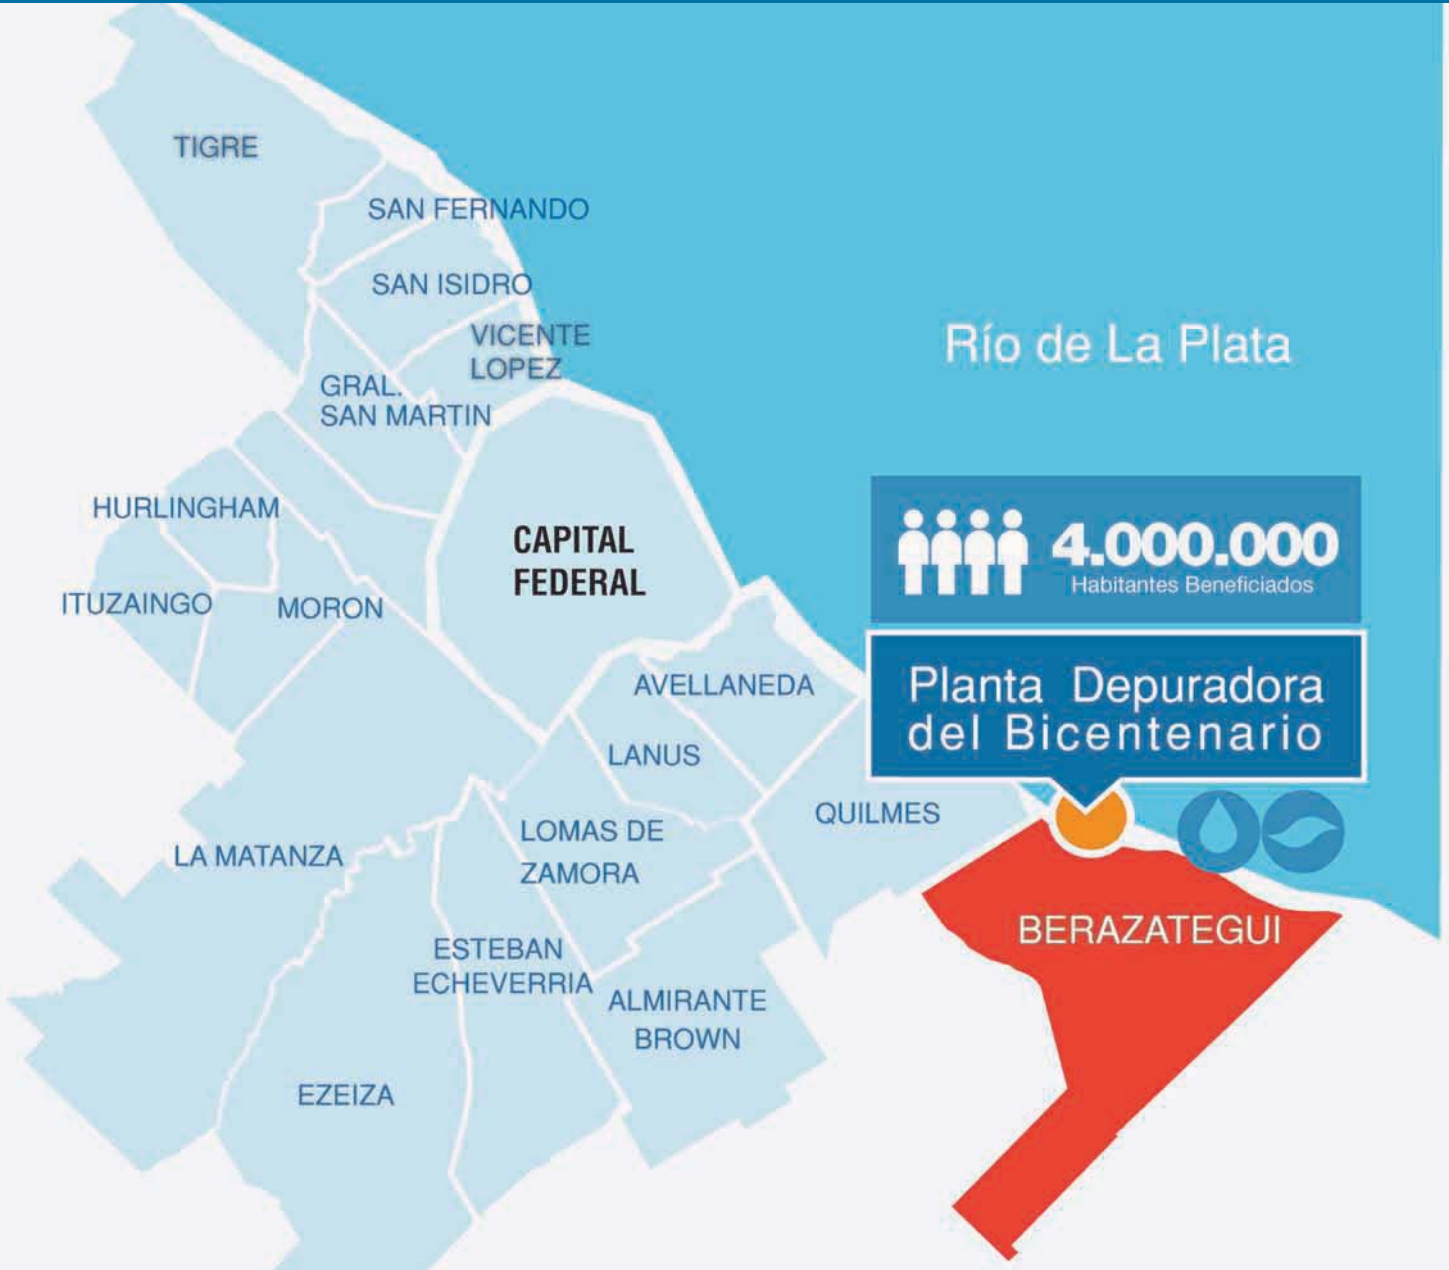 TIGRE
SAN FERNANDO
SAN ISIDRO
VICENTE
LOPEZ
GRAL.
SAN MARTIN
Río de La Plata
HURLINGHAM
CAPITAL
FEDERAL
4.000.000
Habitantes Beneficiados
ITUZAINGO
MORON
AVELLANEDA
Planta Depuradora
del Bicentenario
LANUS
QUILMES
LOMAS DE
ZAMORA
LA MATANZA
BERAZATEGUI
ESTEBAN
ECHEVERRIA
ALMIRANTE
BROWN
EZEIZA